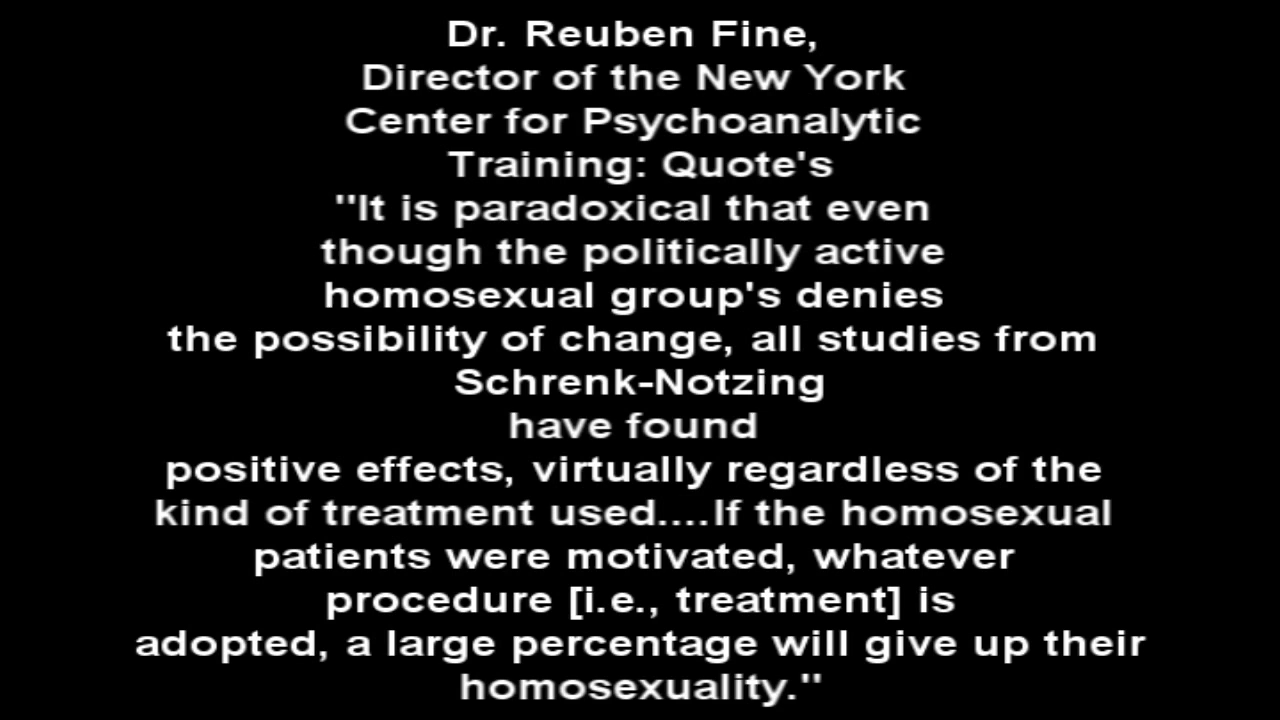 Dr. Reuben Fine,
Director of the New York
Center for Psychoanalytic
Training: Quote's
"It is paradoxical that even
though the politically active
homosexual group's denies
the possibility of change, all studies from
Schrenk-Notzing
have found
positive effects, virtually regardless of the
kind of treatment used....If the homosexual
patients were motivated, whatever
procedure [i.e., treatment] is
adopted, a large percentage will give up their
homosexuality."